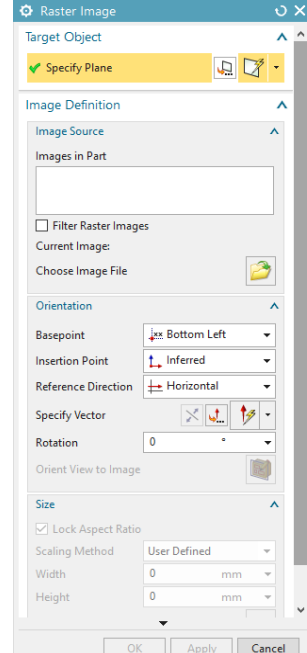 Raster Image
Target Object
Specify Plane
Image Definition
Image Source
Images in Part
Filter Raster Images
Current Image:
Choose Image File
Orientation
Basepoint Bottom Left
Insertion Point Inferred
Reference Direction Horizontal
Specify Vector
Rotation 0 °
Orient View to Image
Size
Lock Aspect Ratio
Scaling Method User Defined
Width 0 mm
Height 0 mm
OK Apply Cancel